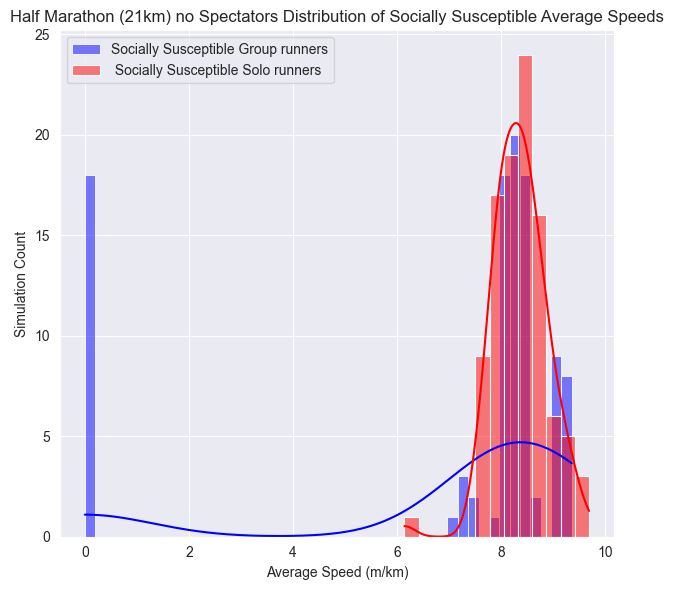 Half Marathon (21km) no Spectators Distribution of Socially Susceptible Average Speeds
Socially Susceptible Group runners
Socially Susceptible Solo runners
25
20
15
10
5
0
Simulation Count
0 2 4 6 8 10
Average Speed (m/km)